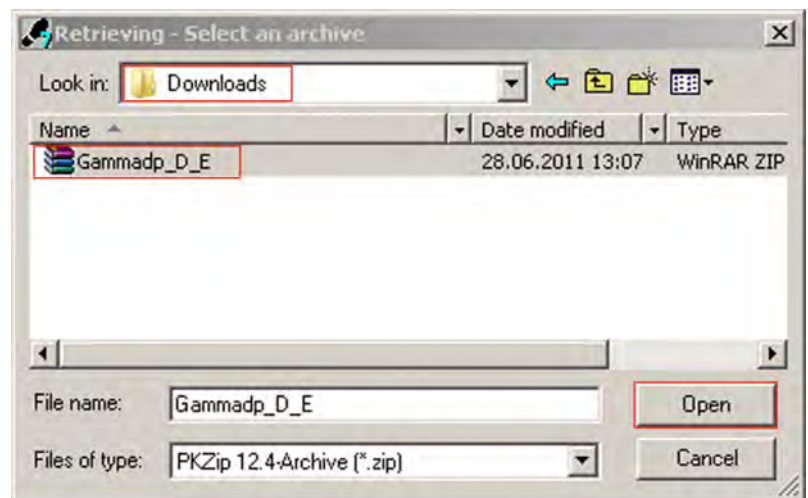 Retrieving - Select an archive
Look in: Downloads
Name Date modified Type
Gammadp_D_E 28.06.2011 13:07 WinRAR ZIP
File name: Gammadp_D_E Open
Files of type: PKZip 12.4-Archive (*.zip) Cancel